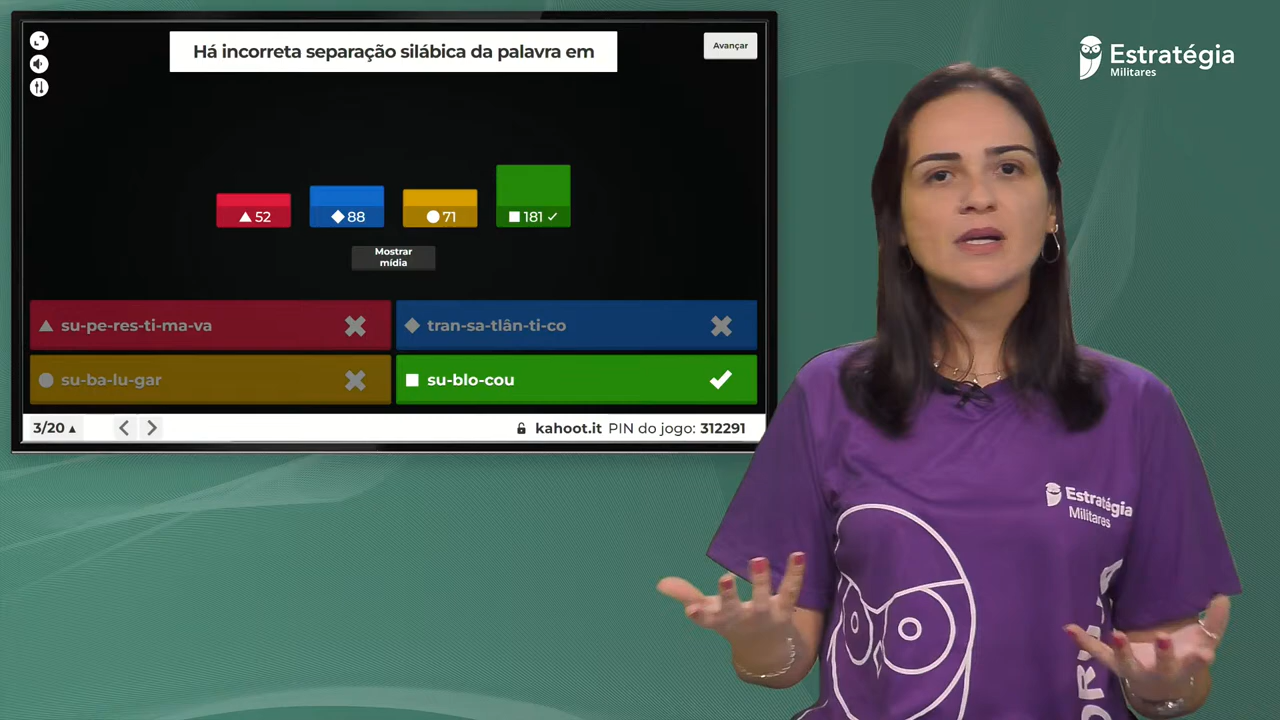 Há incorreta separação silábica da palavra em
Avançar
52
88
71
181
Mostrar
mídia
su-pe-res-ti-ma-va
tran-sa-tlân-ti-co
su-ba-lu-gar
su-blo-cou
3/20
kahoot.it PIN do jogo: 312291
Estratégia
Militares
Estratégia
Militares